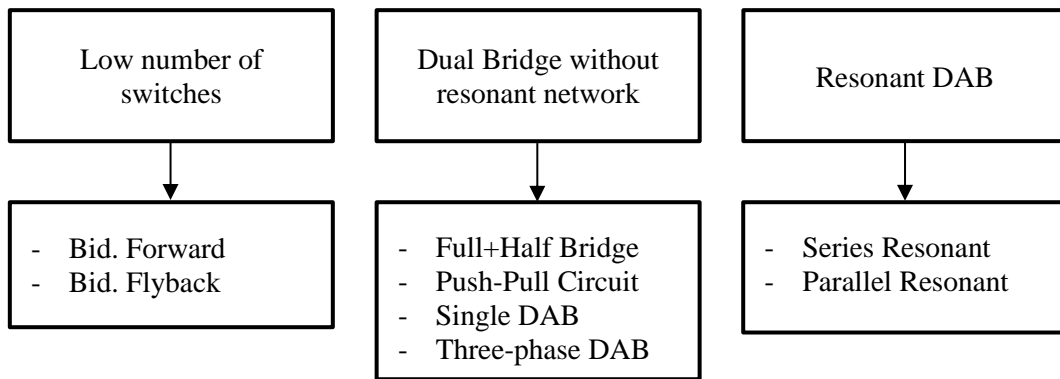 Low number of
switches
Dual Bridge without
resonant network
Resonant DAB
- Bid. Forward
- Bid. Flyback
- Full+Half Bridge
- Push-Pull Circuit
- Single DAB
- Three-phase DAB
- Series Resonant
- Parallel Resonant